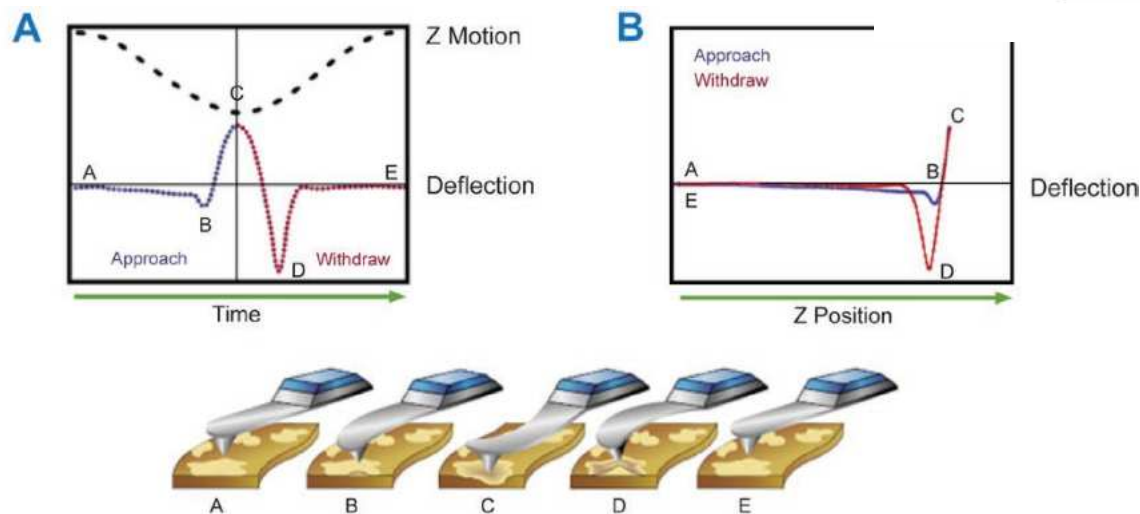 A
Z Motion
C
A
E
Deflection
B
Approach
D
Withdraw
Time
B
Approach
Withdraw
C
A
B
E
Deflection
D
Z Position
A
B
C
D
E